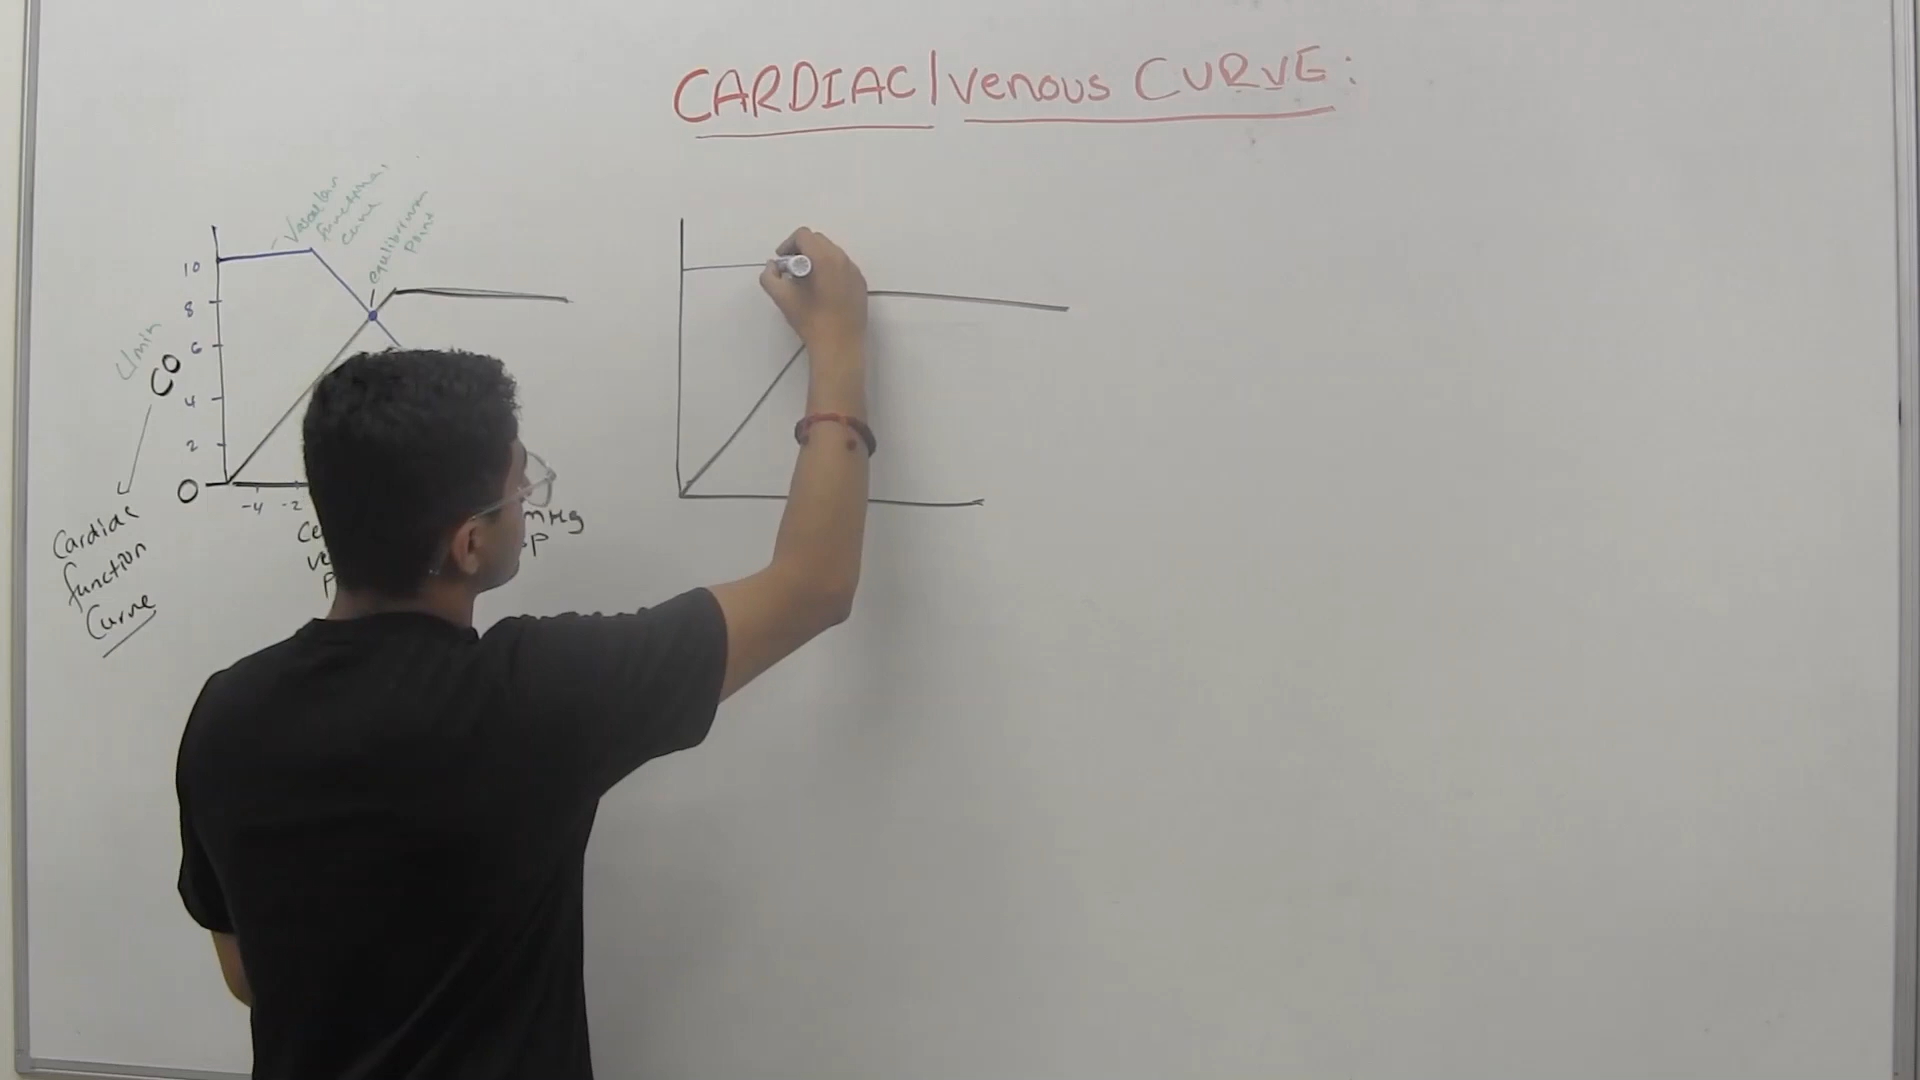 CARDIAC/venous CURVE:
Vascular
function
curve
equilibrium
point
10
8
6
4
2
O
L/min
CO
-4 -2
mmHg
P
Cardiac
function
Curve